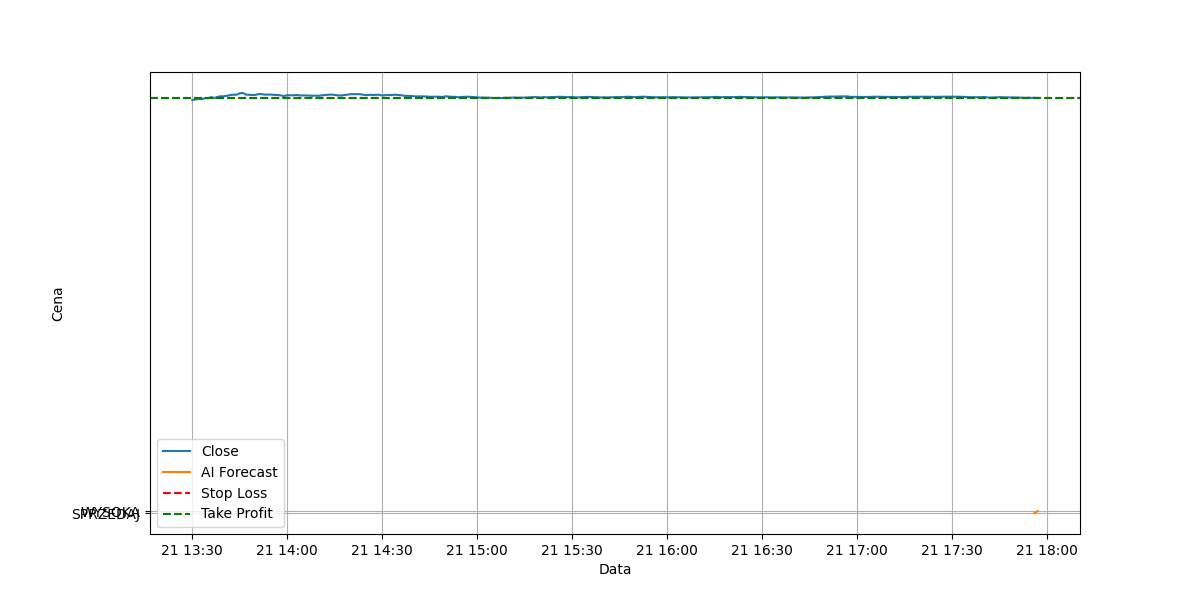 Cena
WYSOKA
SPRZEDAJ
Close
AI Forecast
Stop Loss
Take Profit
21 13:30 21 14:00 21 14:30 21 15:00 21 15:30 21 16:00 21 16:30 21 17:00 21 17:30 21 18:00
Data